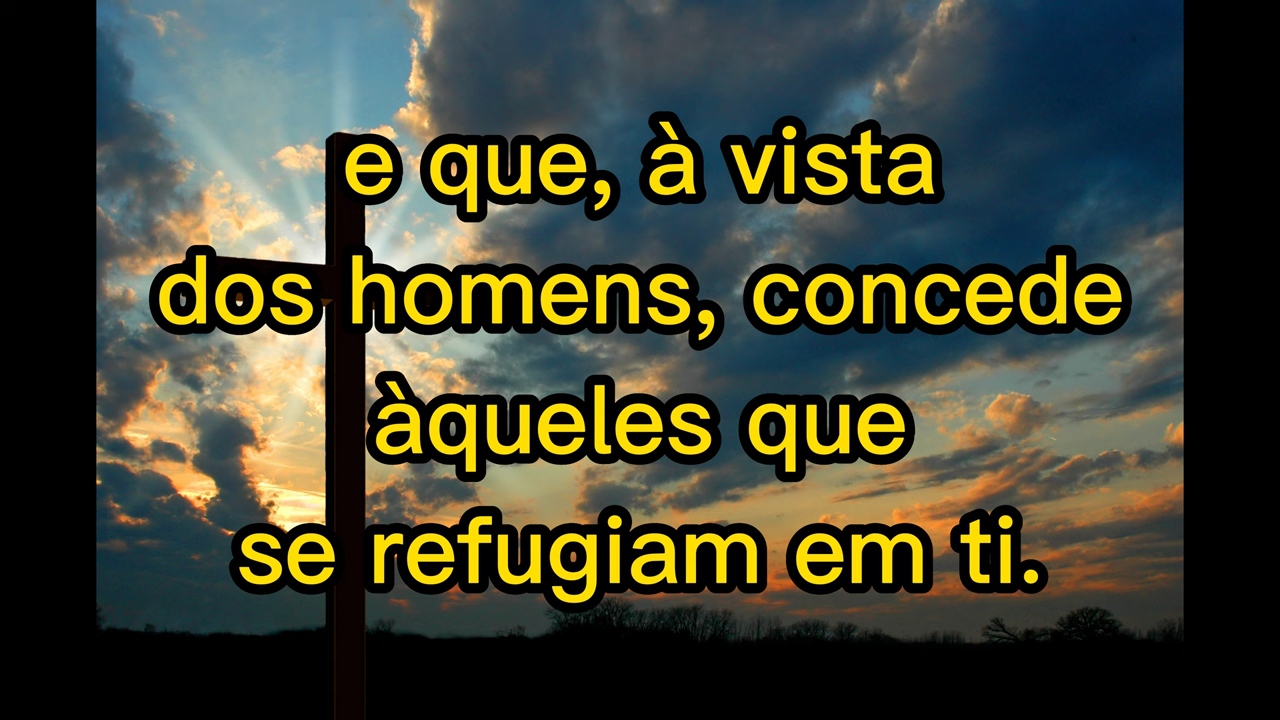 e que, à vista
dos homens, concede
àqueles que
se refugiam em ti.